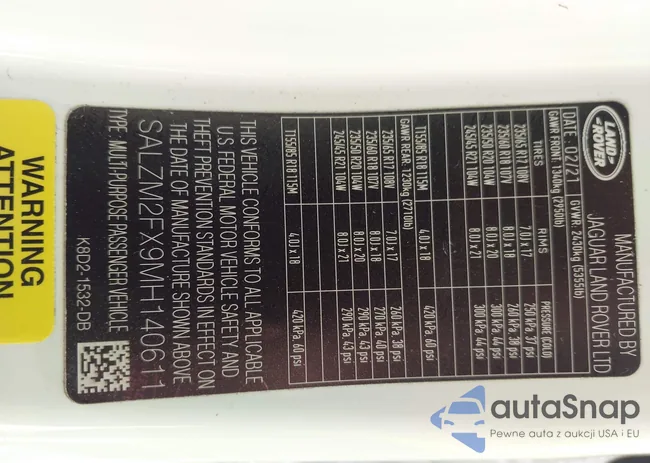 WARNING
ATTENTION
LAND-
ROVER
MANUFACTURED BY
JAGUAR LAND ROVER LTD
DATE: 02/21 GVWR: 2430kg (5355lb)
GAWR FRONT: 1340kg (2950lb)
TIRES RIMS PRESSURE (COLD)
235/65 R17 108V 7.0J x 17 250 kPa 37 psi
235/60 R18 107V 8.0J x 18 260 kPa 38 psi
235/50 R20 104W 8.0J x 20 300 kPa 44 psi
245/45 R21 104W 8.0J x 21 300 kPa 44 psi
T155/85 R18 115M 4.0J x 18 420 kPa 60 psi
GAWR REAR: 1230kg (2710lb)
235/65 R17 108V 7.0J x 17 260 kPa 38 psi
235/60 R18 107V 8.0J x 18 270 kPa 40 psi
235/50 R20 104W 8.0J x 20 290 kPa 43 psi
245/45 R21 104W 8.0J x 21 290 kPa 43 psi
T155/85 R18 115M 4.0J x 18 420 kPa 60 psi
THIS VEHICLE CONFORMS TO ALL APPLICABLE
U.S. FEDERAL MOTOR VEHICLE SAFETY AND
THEFT PREVENTION STANDARDS IN EFFECT ON
THE DATE OF MANUFACTURE SHOWN ABOVE
SALZM2FX9MH140611
TYPE: MULTI-PURPOSE PASSENGER VEHICLE
K8D2-1532-DB
autaSnap
Pewne auta z aukcji USA i EU